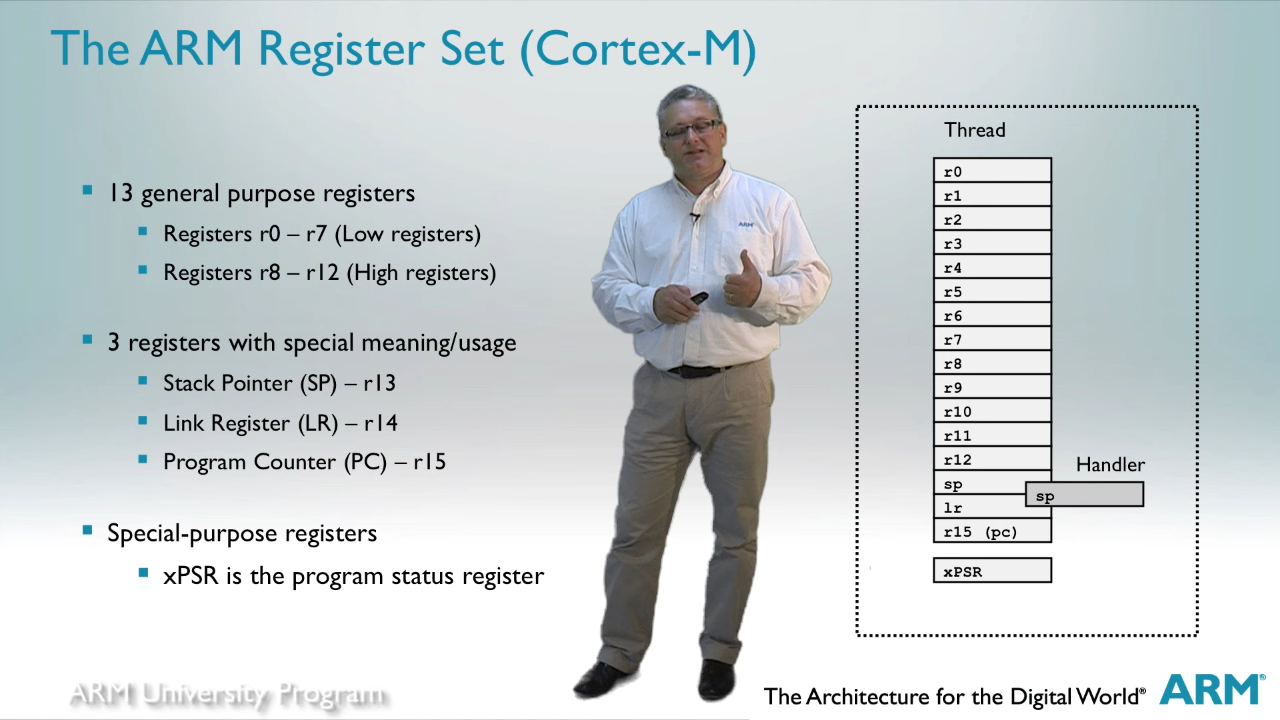 The ARM Register Set (Cortex-M)
13 general purpose registers
Registers r0 – r7 (Low registers)
Registers r8 – r12 (High registers)
3 registers with special meaning/usage
Stack Pointer (SP) – r13
Link Register (LR) – r14
Program Counter (PC) – r15
Special-purpose registers
xPSR is the program status register
ARM
Thread
r0
r1
r2
r3
r4
r5
r6
r7
r8
r9
r10
r11
r12
sp
lr
r15 (pc)
xPSR
Handler
sp
ARM University Program
The Architecture for the Digital World®
ARM®